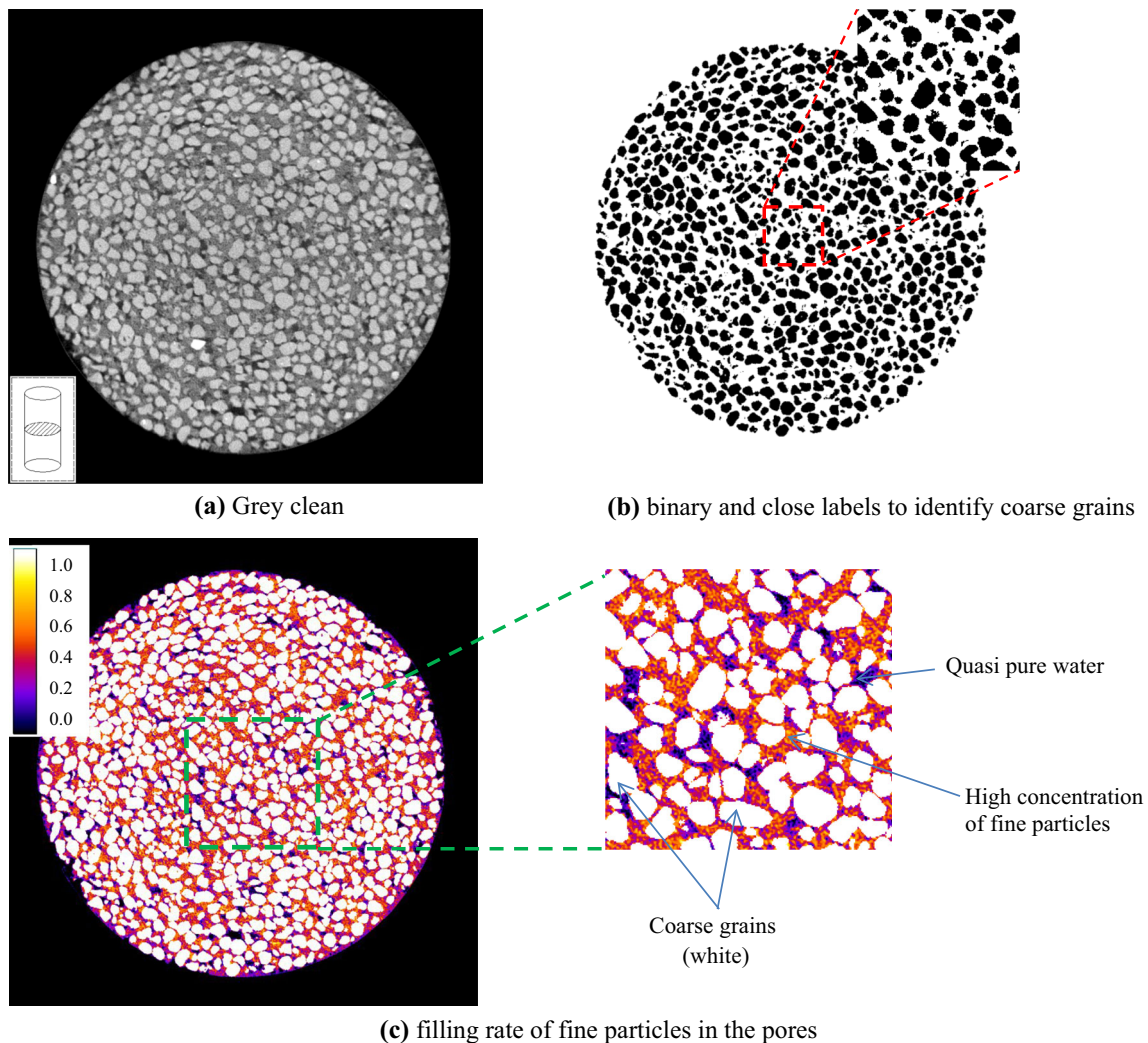 (a) Grey clean
(b) binary and close labels to identify coarse grains
1.0
0.8
0.6
0.4
0.2
0.0
Quasi pure water
High concentration
of fine particles
Coarse grains
(white)
(c) filling rate of fine particles in the pores